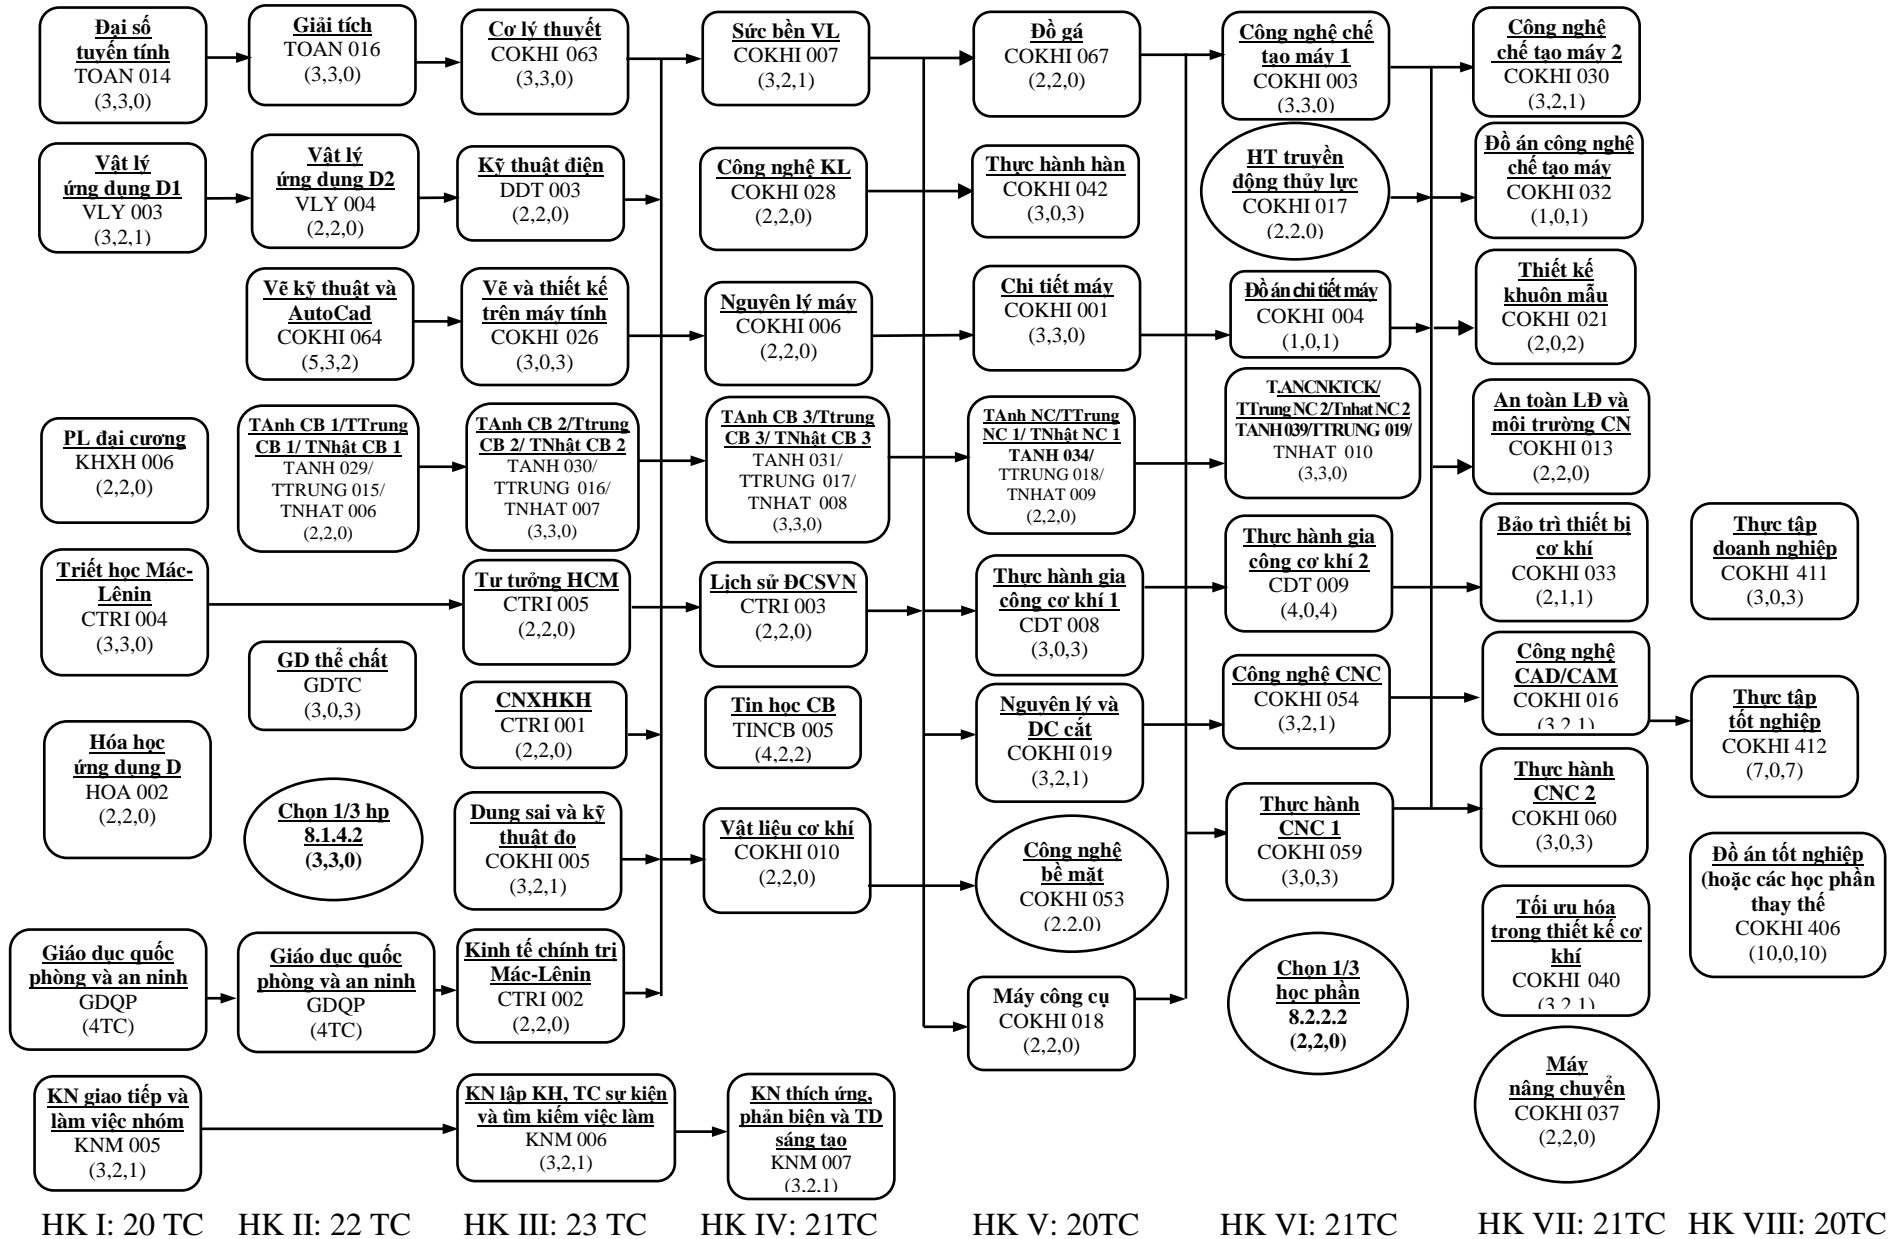 Đại số
tuyến tính
TOAN 014
(3,3,0)
Vật lý
ứng dụng D1
VLY 003
(3,2,1)
PL đại cương
KHXH 006
(2,2,0)
Triết học Mác-
Lênin
CTRI 004
(3,3,0)
Hóa học
ứng dụng D
HOA 002
(2,2,0)
Giáo dục quốc
phòng và an ninh
GDQP
(4TC)
KN giao tiếp và
làm việc nhóm
KNM 005
(3,2,1)
HK I: 20 TC
Giải tích
TOAN 016
(3,3,0)
Vật lý
ứng dụng D2
VLY 004
(2,2,0)
Vẽ kỹ thuật và
AutoCad
COKHI 064
(5,3,2)
TAnh CB 1/TTrung
CB 1/ TNhật CB 1
TANH 029/
TTRUNG 015/
TNHAT 006
(2,2,0)
GD thể chất
GDTC
(3,0,3)
Chọn 1/3 hp
8.1.4.2
(3,3,0)
Giáo dục quốc
phòng và an ninh
GDQP
(4TC)
HK II: 22 TC
Cơ lý thuyết
COKHI 063
(3,3,0)
Kỹ thuật điện
DDT 003
(2,2,0)
Vẽ và thiết kế
trên máy tính
COKHI 026
(3,0,3)
TAnh CB 2/Ttrung
CB 2/ TNhật CB 2
TANH 030/
TTRUNG 016/
TNHAT 007
(3,3,0)
Tư tưởng HCM
CTRI 005
(2,2,0)
CNXHKH
CTRI 001
(2,2,0)
Dung sai và kỹ
thuật đo
COKHI 005
(3,2,1)
Kinh tế chính trị
Mác-Lênin
CTRI 002
(2,2,0)
KN lập KH, TC sự kiện
và tìm kiếm việc làm
KNM 006
(3,2,1)
HK III: 23 TC
Sức bền VL
COKHI 007
(3,2,1)
Công nghệ KL
COKHI 028
(2,2,0)
Nguyên lý máy
COKHI 006
(2,2,0)
TAnh CB 3/Ttrung
CB 3/ TNhật CB 3
TANH 031/
TTRUNG 017/
TNHAT 008
(3,3,0)
Lịch sử ĐCSVN
CTRI 003
(2,2,0)
Tin học CB
TINCB 005
(4,2,2)
Vật liệu cơ khí
COKHI 010
(2,2,0)
KN thích ứng,
phản biện và TD
sáng tạo
KNM 007
(3,2,1)
HK IV: 21TC
Đồ gá
COKHI 067
(2,2,0)
Thực hành hàn
COKHI 042
(3,0,3)
Chi tiết máy
COKHI 001
(3,3,0)
TAnh NC/TTrung
NC 1/ TNhật NC 1
TANH 034/
TTRUNG 018/
TNHAT 009
(2,2,0)
Thực hành gia
công cơ khí 1
CDT 008
(3,0,3)
Nguyên lý và
DC cắt
COKHI 019
(3,2,1)
Công nghệ
bề mặt
COKHI 053
(2,2,0)
Máy công cụ
COKHI 018
(2,2,0)
HK V: 20TC
Công nghệ chế
tạo máy 1
COKHI 003
(3,3,0)
HT truyền
động thủy lực
COKHI 017
(2,2,0)
Đồ án chi tiết máy
COKHI 004
(1,0,1)
T.ANCNKTCK/
TTrung NC 2/Tnhat NC 2
TANH 039/TTRUNG 019/
TNHAT 010
(3,3,0)
Thực hành gia
công cơ khí 2
CDT 009
(4,0,4)
Công nghệ CNC
COKHI 054
(3,2,1)
Thực hành
CNC 1
COKHI 059
(3,0,3)
Chọn 1/3
học phần
8.2.2.2
(2,2,0)
HK VI: 21TC
Công nghệ
chế tạo máy 2
COKHI 030
(3,2,1)
Đồ án công nghệ
chế tạo máy
COKHI 032
(1,0,1)
Thiết kế
khuôn mẫu
COKHI 021
(2,0,2)
An toàn LĐ và
môi trường CN
COKHI 013
(2,2,0)
Bảo trì thiết bị
cơ khí
COKHI 033
(2,1,1)
Công nghệ
CAD/CAM
COKHI 016
(3,2,1)
Thực hành
CNC 2
COKHI 060
(3,0,3)
Tối ưu hóa
trong thiết kế cơ
khí
COKHI 040
(3,2,1)
Máy
nâng chuyển
COKHI 037
(2,2,0)
HK VII: 21TC
Thực tập
doanh nghiệp
COKHI 411
(3,0,3)
Thực tập
tốt nghiệp
COKHI 412
(7,0,7)
Đồ án tốt nghiệp
(hoặc các học phần
thay thế
COKHI 406
(10,0,10)
HK VIII: 20TC